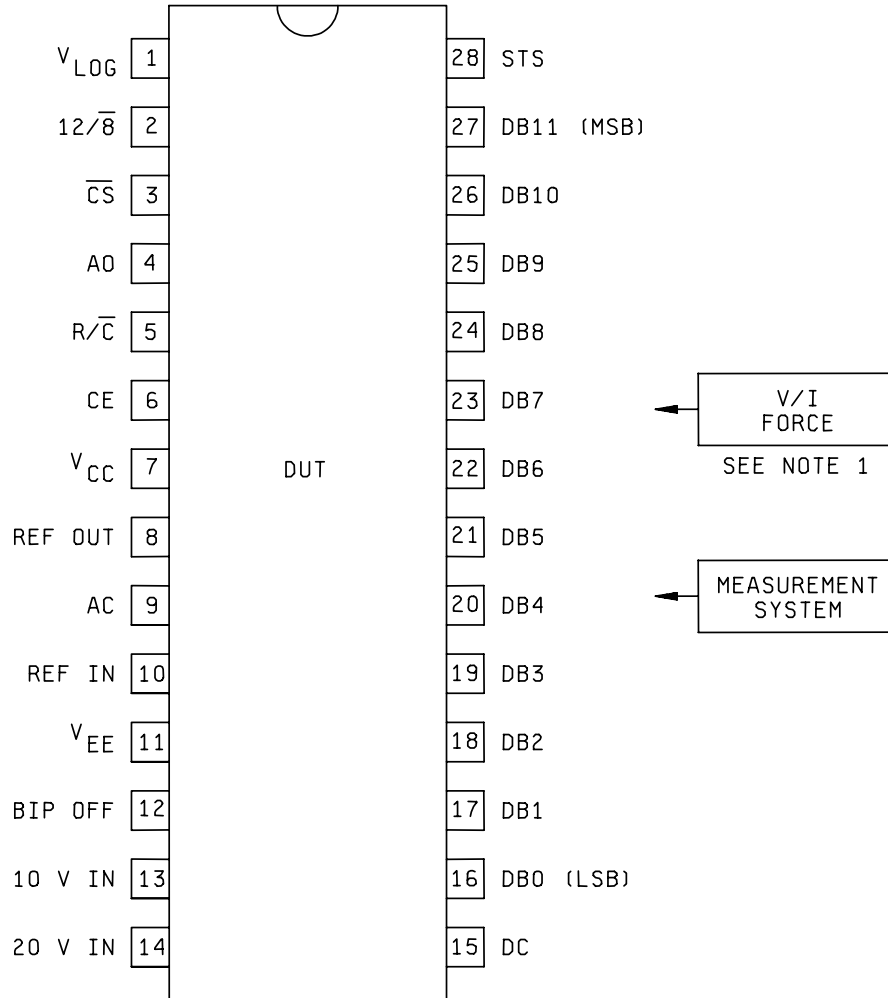 V_LOG 1 28 STS
12/8̅ 2 27 DB11 (MSB)
C̅S̅ 3 26 DB10
AO 4 25 DB9
R/C̅ 5 24 DB8
CE 6 23 DB7
V/I
FORCE
V_CC 7 DUT 22 DB6
SEE NOTE 1
REF OUT 8 21 DB5
AC 9 20 DB4
MEASUREMENT
SYSTEM
REF IN 10 19 DB3
V_EE 11 18 DB2
BIP OFF 12 17 DB1
10 V IN 13 16 DB0 (LSB)
20 V IN 14 15 DC